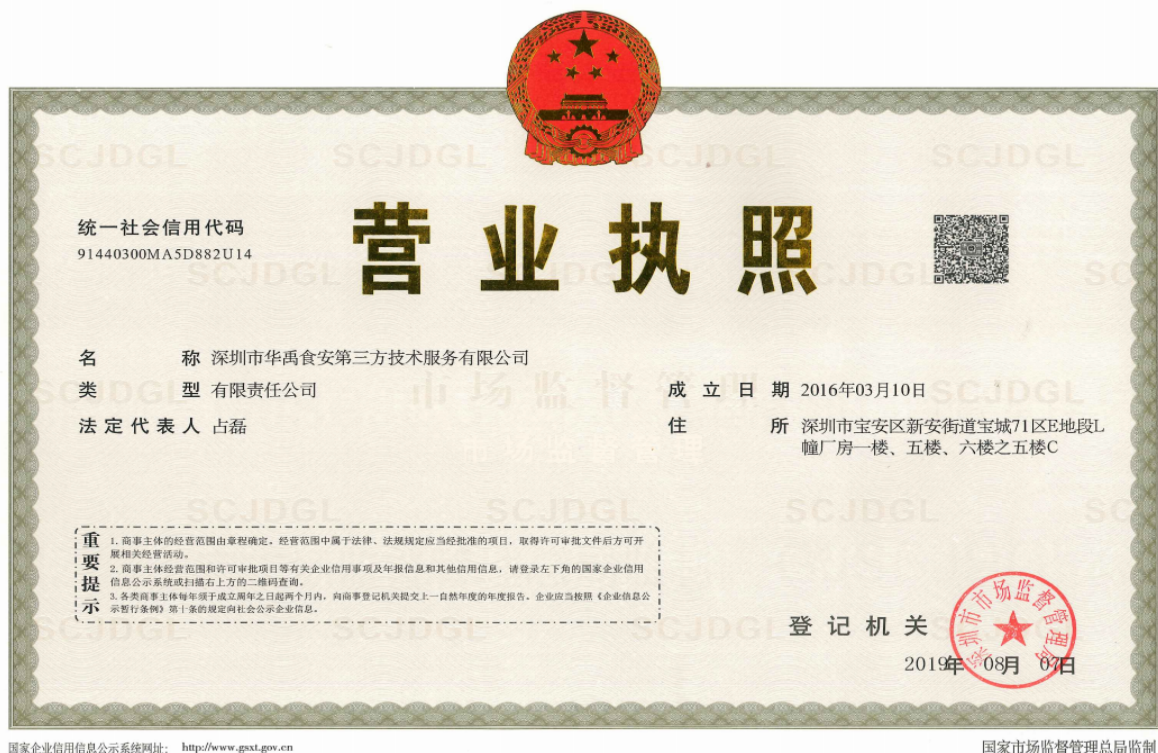 统一社会信用代码
91440300MA5D882U14
营业执照
名称 深圳市华禹食安第三方技术服务有限公司
类型 有限责任公司
法定代表人 占磊
成立日期 2016年03月10日
住所 深圳市宝安区新安街道宝城71区E地段L
幢厂房一楼、五楼、六楼之五楼C
重要提示
1. 商事主体的经营范围由章程确定。经营范围中属于法律、法规规定应当经批准的项目，取得许可审批文件后方可开
展相关经营活动。
2. 商事主体经营范围和许可审批项目等有关企业信用事项及年报信息和其他信用信息，请登录左下角的国家企业信用
信息公示系统或扫描右上方的二维码查询。
3. 各类商事主体每年须于成立周年之日起两个月内，向商事登记机关提交上一自然年度的年度报告。企业应当按照《企业信息公
示暂行条例》第十条的规定向社会公示企业信息。
登记机关
深圳市市场监督管理局
2019年 08月 07日
国家企业信用信息公示系统网址： http://www.gsxt.gov.cn
国家市场监督管理总局监制
SCJDGL
市场监督管理